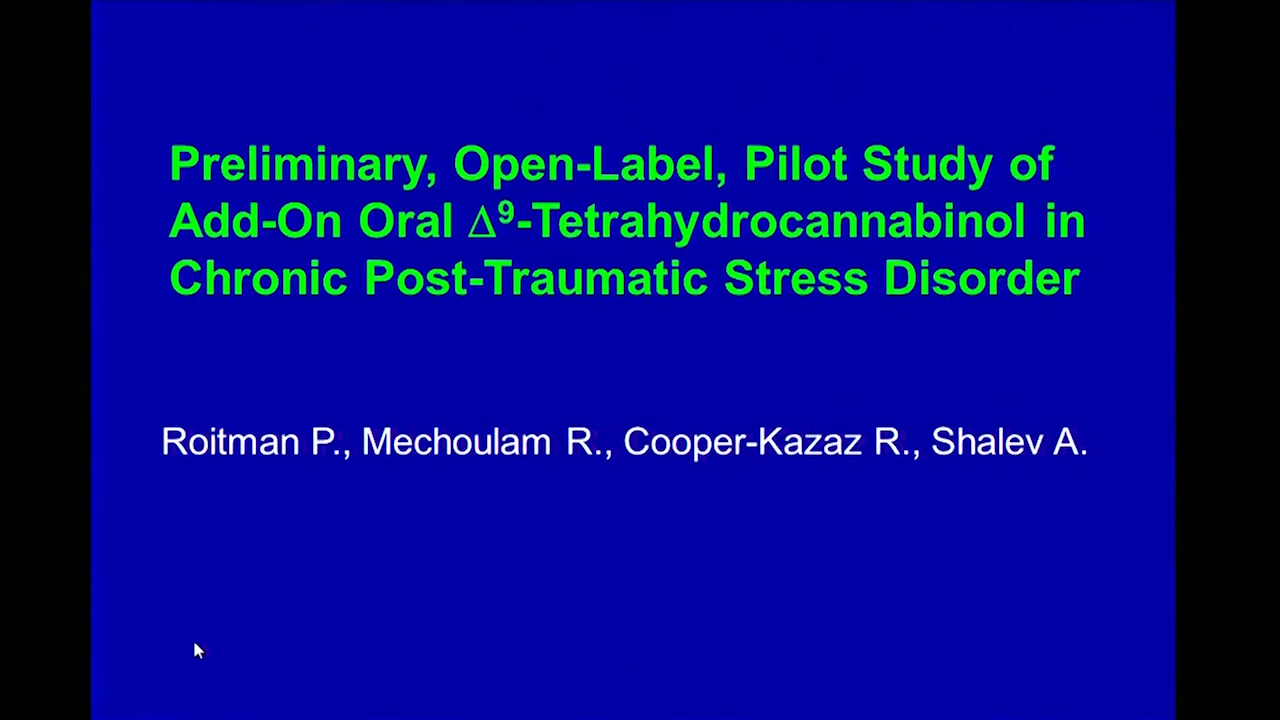 Preliminary, Open-Label, Pilot Study of
Add-On Oral Δ⁹-Tetrahydrocannabinol in
Chronic Post-Traumatic Stress Disorder
Roitman P., Mechoulam R., Cooper-Kazaz R., Shalev A.